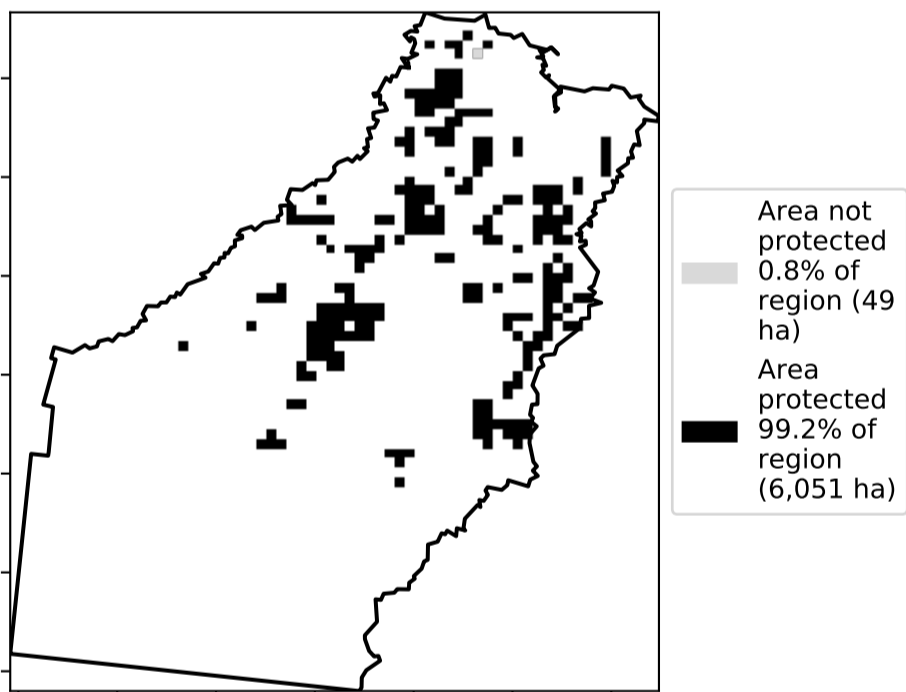 Area not
protected
0.8% of
region (49
ha)
Area
protected
99.2% of
region
(6,051 ha)